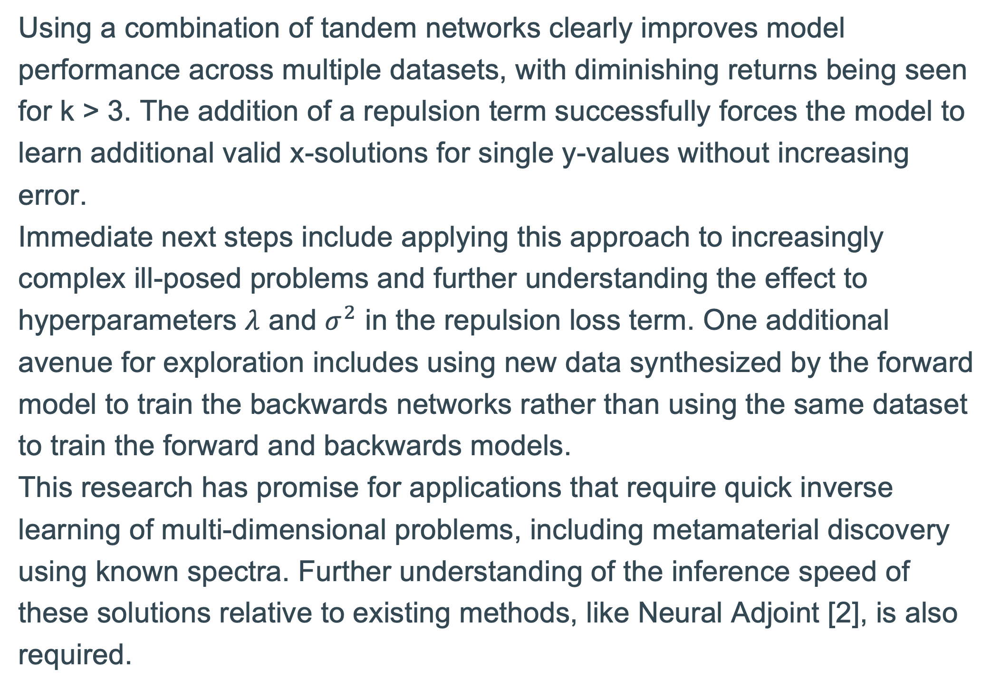 Using a combination of tandem networks clearly improves model
performance across multiple datasets, with diminishing returns being seen
for k > 3. The addition of a repulsion term successfully forces the model to
learn additional valid x-solutions for single y-values without increasing
error.
Immediate next steps include applying this approach to increasingly
complex ill-posed problems and further understanding the effect to
hyperparameters λ and σ² in the repulsion loss term. One additional
avenue for exploration includes using new data synthesized by the forward
model to train the backwards networks rather than using the same dataset
to train the forward and backwards models.
This research has promise for applications that require quick inverse
learning of multi-dimensional problems, including metamaterial discovery
using known spectra. Further understanding of the inference speed of
these solutions relative to existing methods, like Neural Adjoint [2], is also
required.